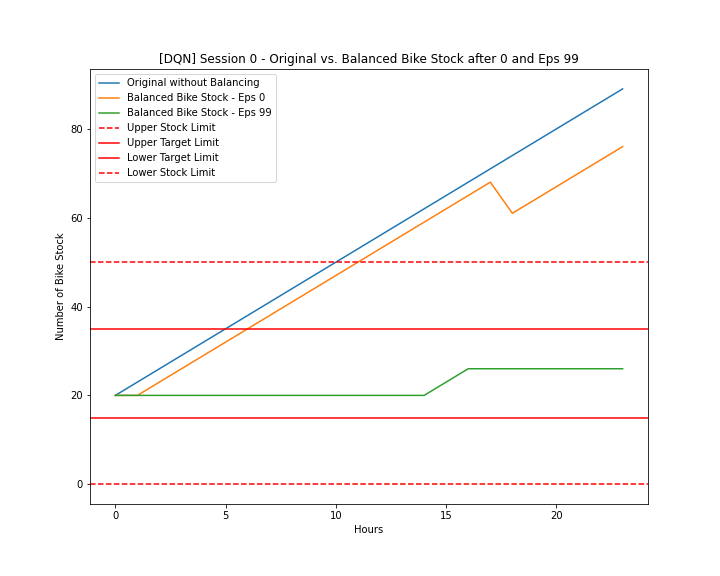 [DQN] Session 0 - Original vs. Balanced Bike Stock after 0 and Eps 99
Original without Balancing
Balanced Bike Stock - Eps 0
Balanced Bike Stock - Eps 99
Upper Stock Limit
Upper Target Limit
Lower Target Limit
Lower Stock Limit
Number of Bike Stock
80
60
40
20
0
0 5 10 15 20
Hours